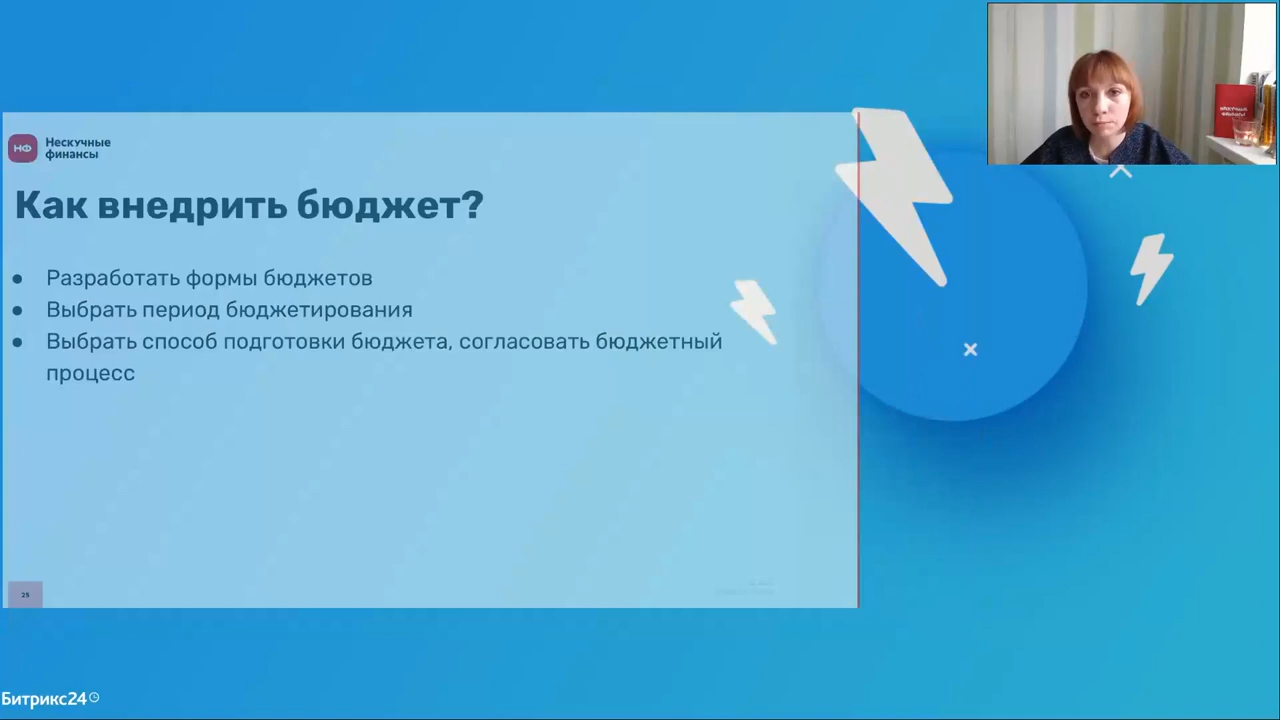 Нескучные
финансы
НФ
Как внедрить бюджет?
Разработать формы бюджетов
Выбрать период бюджетирования
Выбрать способ подготовки бюджета, согласовать бюджетный
процесс
25
Битрикс24